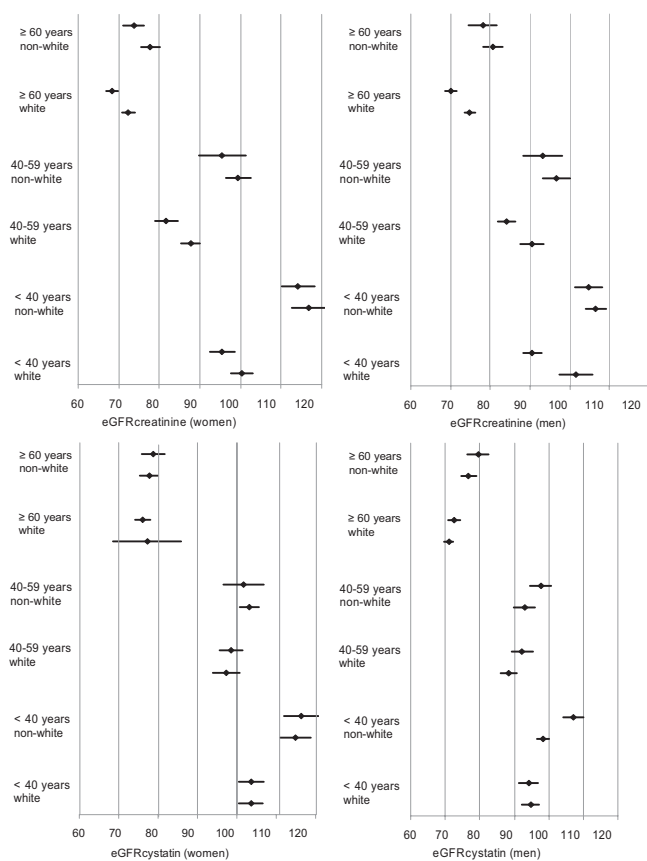 ≥ 60 years
non-white
≥ 60 years
white
40-59 years
non-white
40-59 years
white
< 40 years
non-white
< 40 years
white
60 70 80 90 100 110 120
eGFRcreatinine (women)
≥ 60 years
non-white
≥ 60 years
white
40-59 years
non-white
40-59 years
white
< 40 years
non-white
< 40 years
white
60 70 80 90 100 110 120
eGFRcreatinine (men)
≥ 60 years
non-white
≥ 60 years
white
40-59 years
non-white
40-59 years
white
< 40 years
non-white
< 40 years
white
60 70 80 90 100 120
eGFRcystatin (women)
≥ 60 years
non-white
≥ 60 years
white
40-59 years
non-white
40-59 years
white
< 40 years
non-white
< 40 years
white
60 70 80 90 100 120
eGFRcystatin (men)